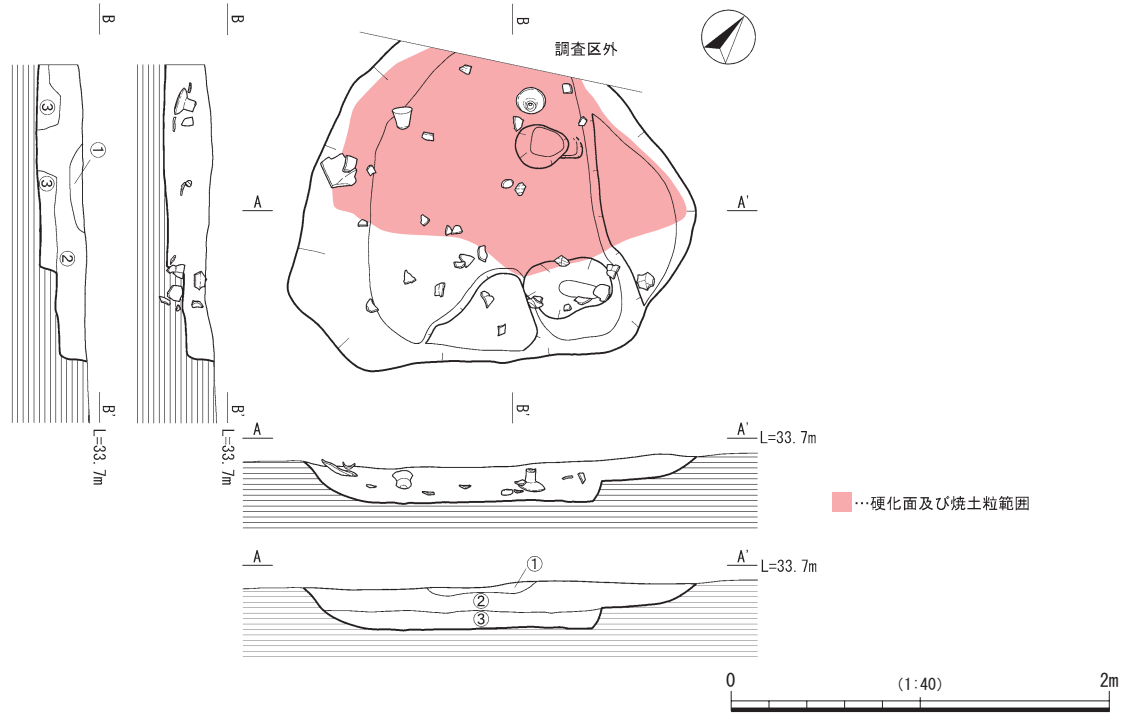 B
B
B
調査区外
③
①
③
②
A
A'
B'
L=33.7m
B'
L=33.7m
B'
A
A'
L=33.7m
…硬化面及び焼土粒範囲
A
A'
L=33.7m
①
②
③
0
(1:40)
2m